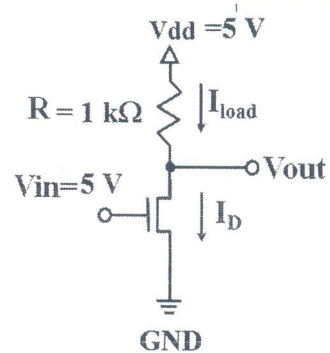 Vdd =5 V
R = 1 kΩ
Iload
Vout
Vin=5 V
ID
GND